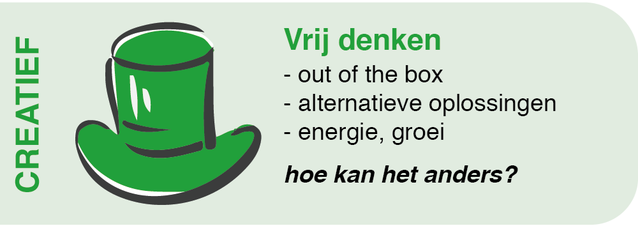 CREATIEF
Vrij denken
- out of the box
- alternatieve oplossingen
- energie, groei
hoe kan het anders?